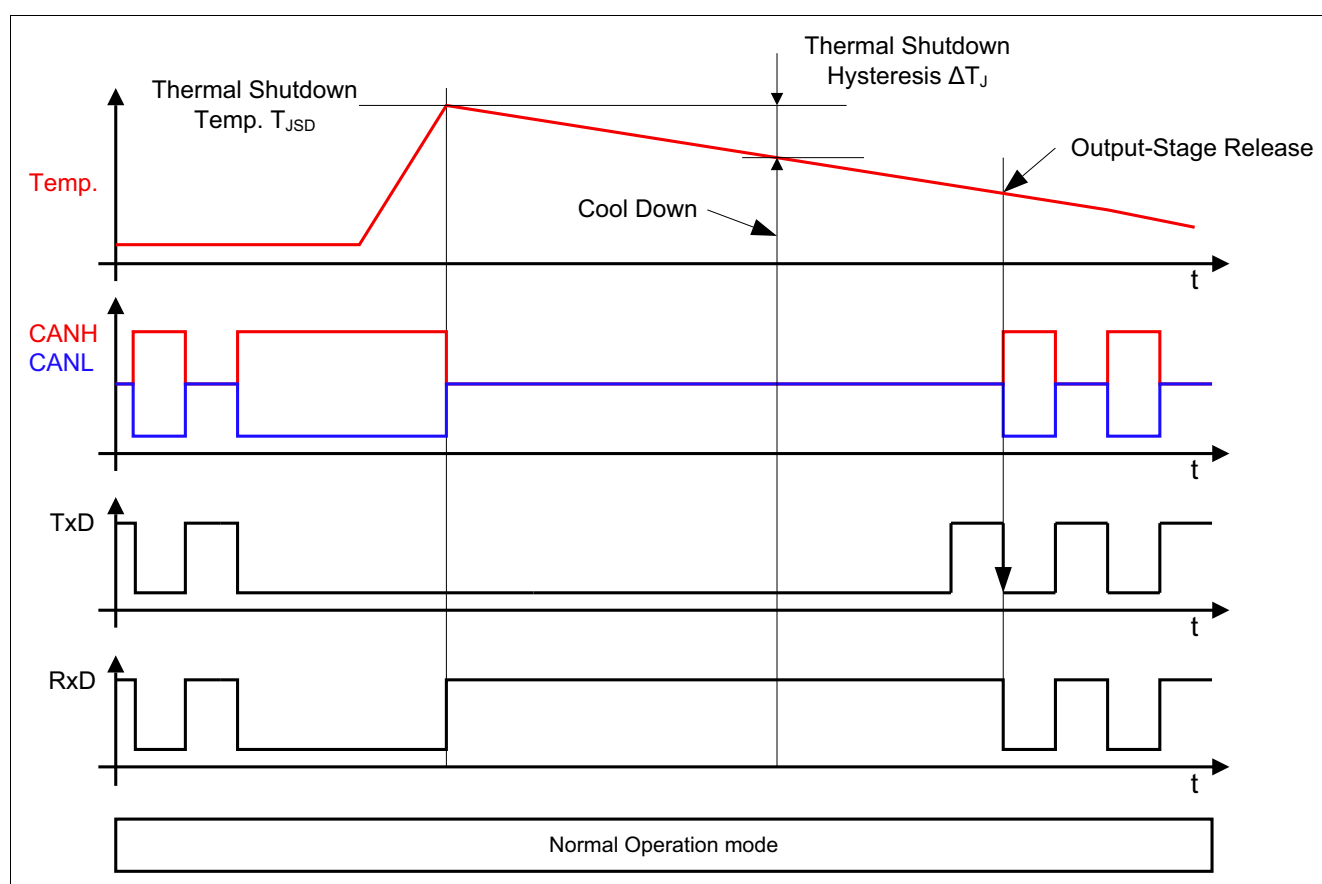 Thermal Shutdown
Hysteresis ΔTJ
Thermal Shutdown
Temp. TJSD
Output-Stage Release
Temp.
Cool Down
t
CANH
CANL
t
TxD
t
RxD
t
Normal Operation mode